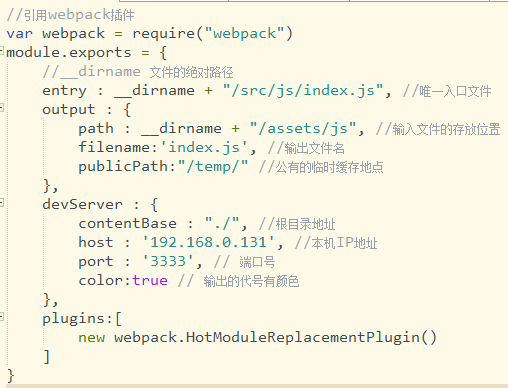 //引用webpack插件
var webpack = require("webpack")
module.exports = {
//__dirname 文件的绝对路径
entry : __dirname + "/src/js/index.js", //唯一入口文件
output : {
path : __dirname + "/assets/js", //输入文件的存放位置
filename:'index.js', //输出文件名
publicPath:"/temp/" //公有的临时缓存地点
},
devServer : {
contentBase : "./", //根目录地址
host : '192.168.0.131', //本机IP地址
port : '3333', // 端口号
color:true // 输出的代号有颜色
},
plugins:[
new webpack.HotModuleReplacementPlugin()
]
}